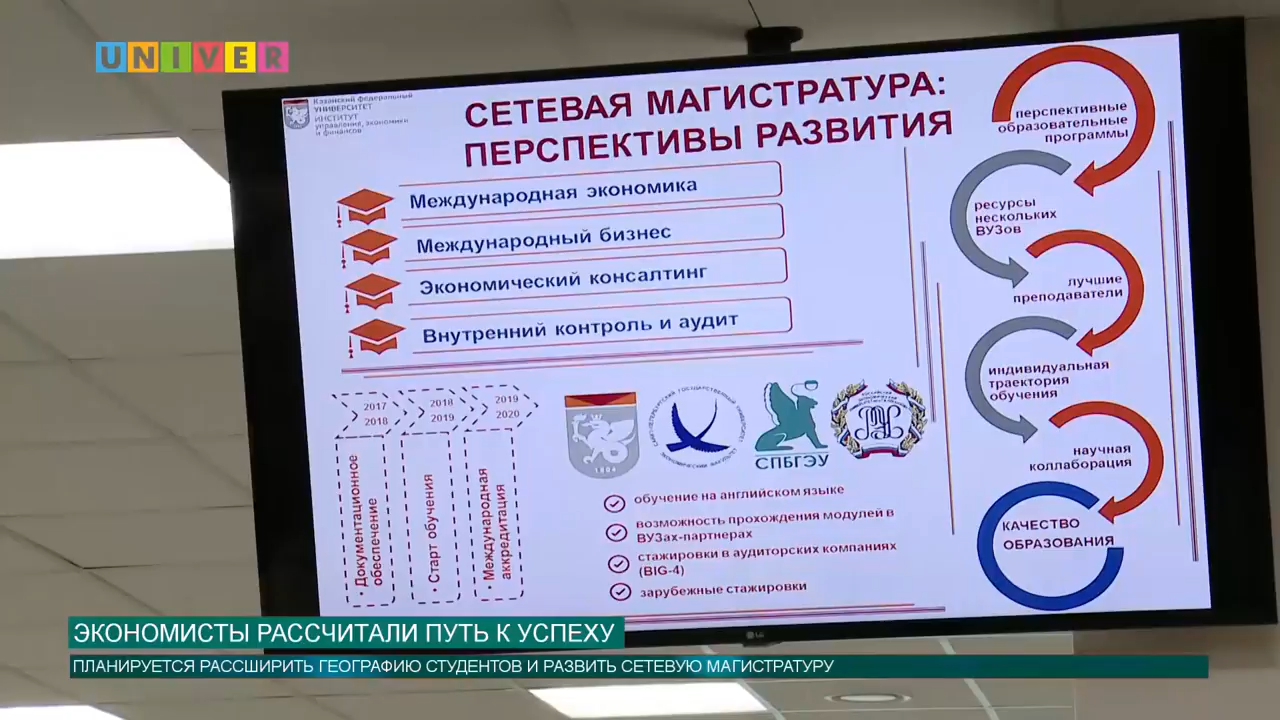 UNIVER
Казанский федеральный
УНИВЕРСИТЕТ
ИНСТИТУТ
управления, экономики
и финансов
СЕТЕВАЯ МАГИСТРАТУРА:
ПЕРСПЕКТИВЫ РАЗВИТИЯ
Международная экономика
Международный бизнес
Экономический консалтинг
Внутренний контроль и аудит
2017
2018
2018
2019
2019
2020
• Документационное
обеспечение
• Старт обучения
• Международная
аккредитация
1804
СПБГЭУ
обучение на английском языке
возможность прохождения модулей в
ВУЗах-партнерах
стажировки в аудиторских компаниях
(BIG-4)
зарубежные стажировки
перспективные
образовательные
программы
ресурсы
нескольких
ВУЗов
лучшие
преподаватели
индивидуальная
траектория
обучения
научная
коллаборация
КАЧЕСТВО
ОБРАЗОВАНИЯ
LG
ЭКОНОМИСТЫ РАССЧИТАЛИ ПУТЬ К УСПЕХУ
ПЛАНИРУЕТСЯ РАССШИРИТЬ ГЕОГРАФИЮ СТУДЕНТОВ И РАЗВИТЬ СЕТЕВУЮ МАГИСТРАТУРУ